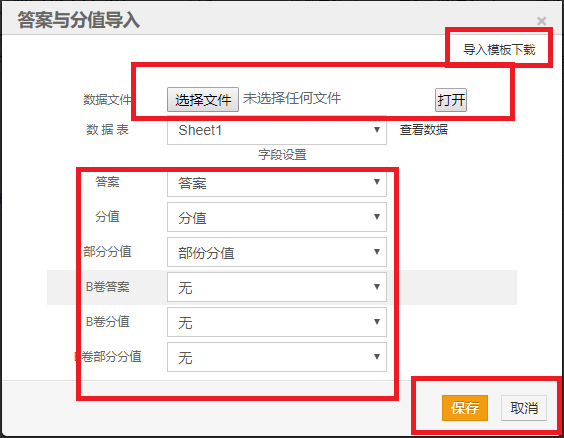 答案与分值导入 ×
导入模板下载
数据文件 选择文件 未选择任何文件 打开
数 据 表 Sheet1 查看数据
字段设置
答案 答案
分值 分值
部分分值 部份分值
B卷答案 无
B卷分值 无
卷部分分值 无
保存 取消